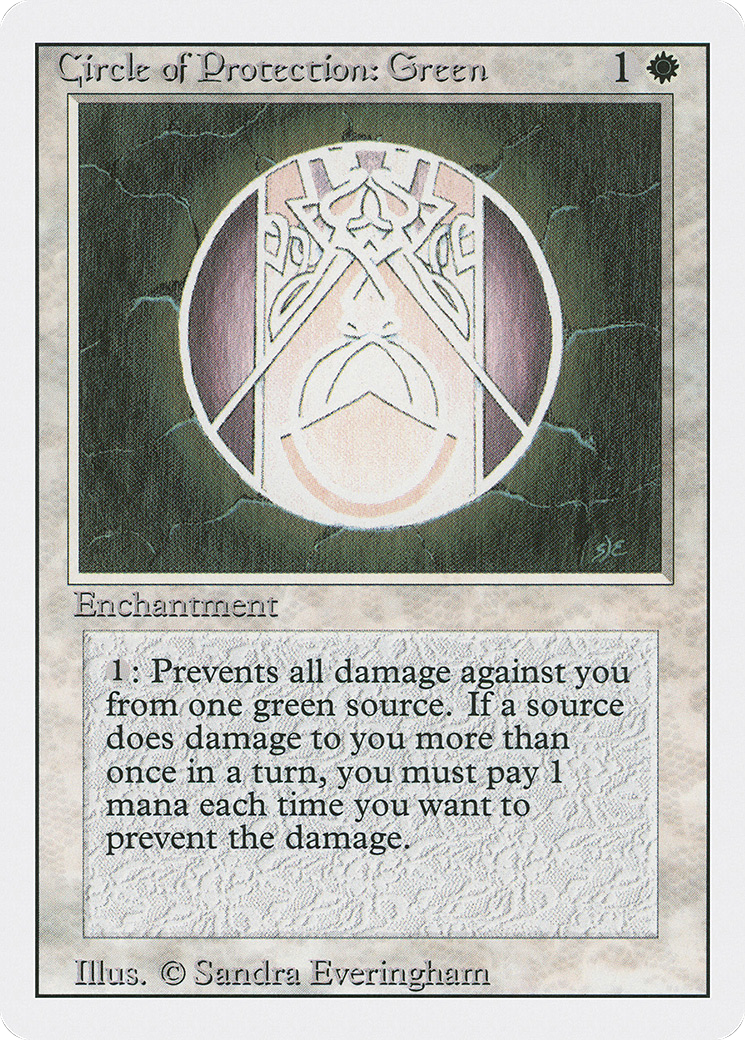 Circle of Protection: Green 1
SJE
Enchantment
1: Prevents all damage against you
from one green source. If a source
does damage to you more than
once in a turn, you must pay 1
mana each time you want to
prevent the damage.
Illus. © Sandra Everingham